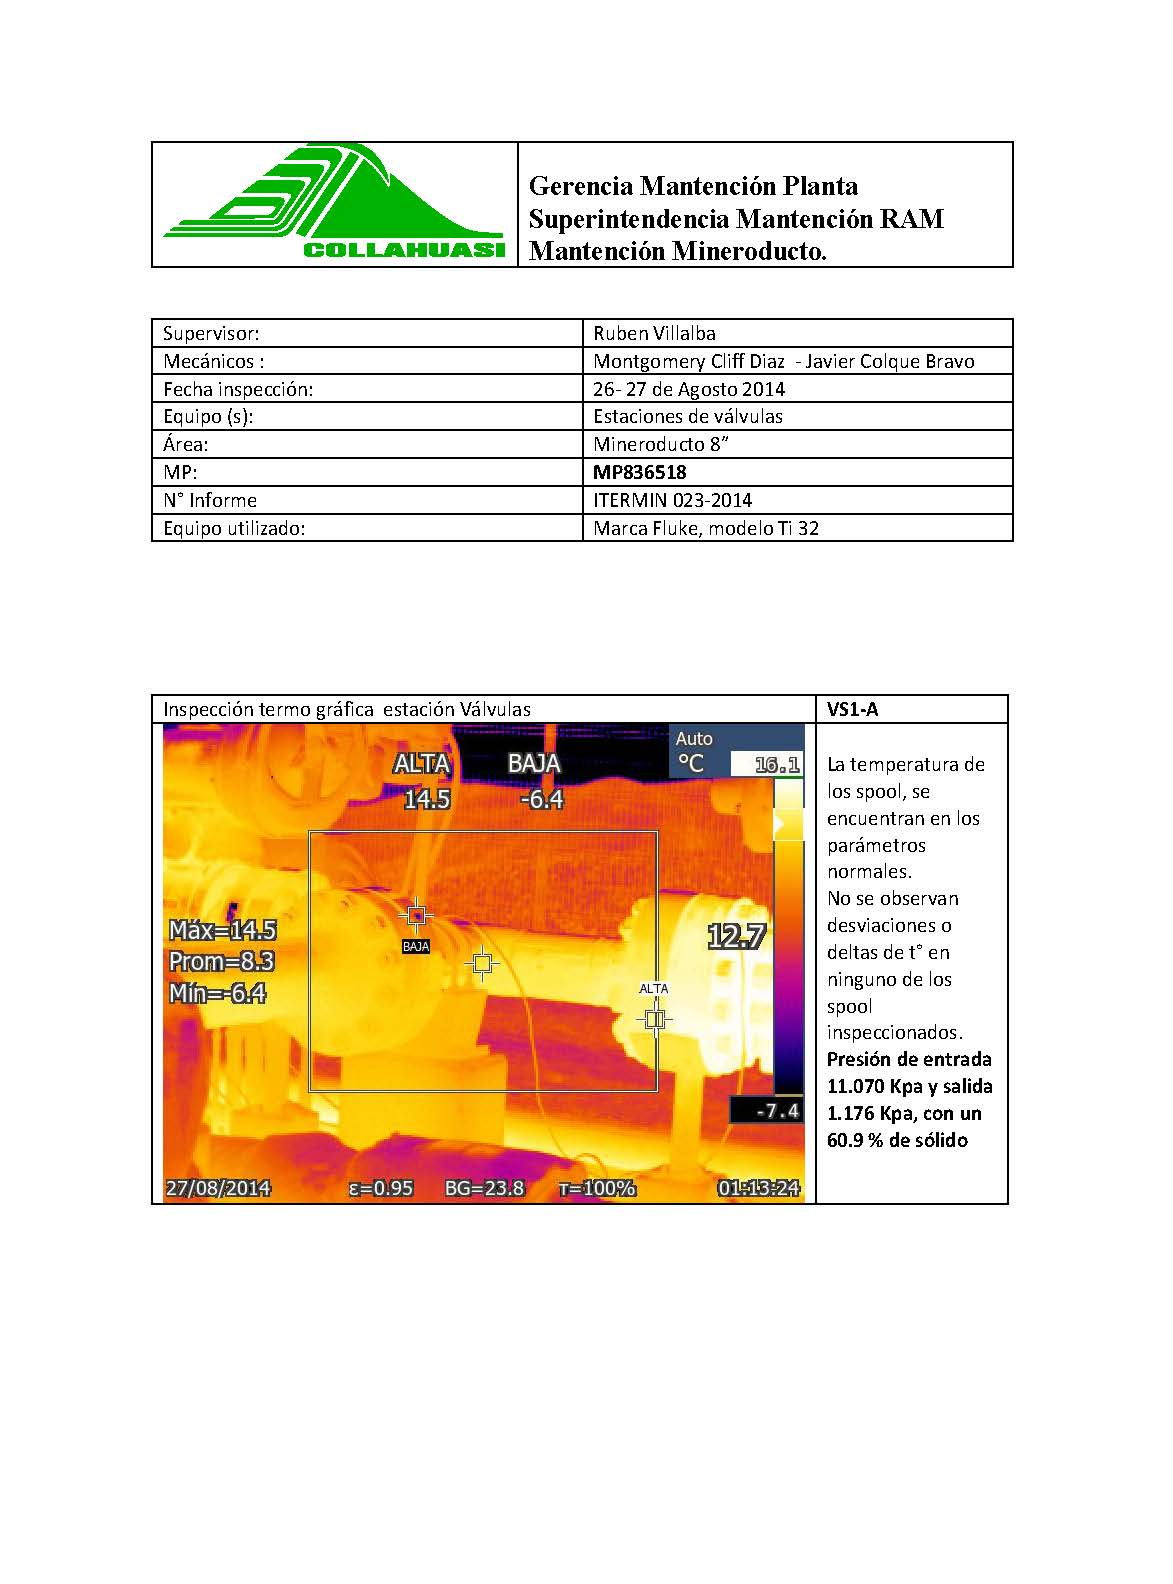 COLLAHUASI
Gerencia Mantención Planta
Superintendencia Mantención RAM
Mantención Mineroducto.
Supervisor: Ruben Villalba
Mecánicos : Montgomery Cliff Diaz - Javier Colque Bravo
Fecha inspección: 26- 27 de Agosto 2014
Equipo (s): Estaciones de válvulas
Área: Mineroducto 8”
MP: MP836518
N° Informe ITERMIN 023-2014
Equipo utilizado: Marca Fluke, modelo Ti 32
Inspección termo gráfica estación Válvulas
VS1-A
ALTA BAJA
14.5 -6.4
Auto
°C 16.1
Máx=14.5
Prom=8.3
Mín=-6.4
BAJA
12.7
ALTA
-7.4
27/08/2014 ε=0.95 BG=23.8 τ=100% 01:13:24
La temperatura de
los spool, se
encuentran en los
parámetros
normales.
No se observan
desviaciones o
deltas de t° en
ninguno de los
spool
inspeccionados.
Presión de entrada
11.070 Kpa y salida
1.176 Kpa, con un
60.9 % de sólido